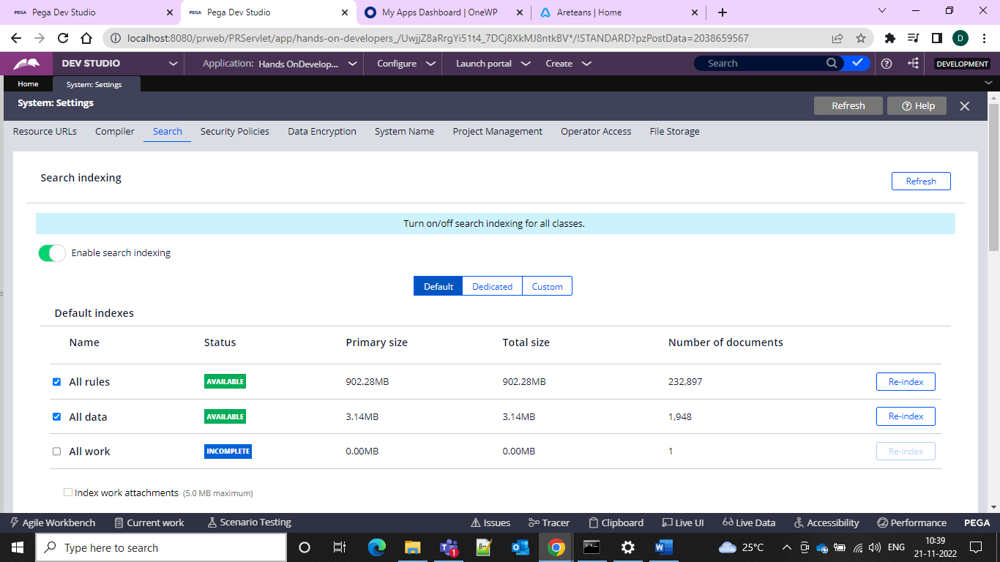 PEGA Pega Dev Studio
PEGA Pega Dev Studio
My Apps Dashboard | OneWP
Areteans | Home
localhost:8080/prweb/PRServlet/app/hands-on-developers_/UwjjZ8aRrgYi51t4_7DCj8XkMJ8ntkBV*/!STANDARD?pzPostData=2038659567
D
DEV STUDIO
Application: Hands OnDevelop...
Configure
Launch portal
Create
Search
DEVELOPMENT
Home
System: Settings
System: Settings
Refresh
Help
Resource URLs
Compiler
Search
Security Policies
Data Encryption
System Name
Project Management
Operator Access
File Storage
Search indexing
Refresh
Turn on/off search indexing for all classes.
Enable search indexing
Default
Dedicated
Custom
Default indexes
Name Status Primary size Total size Number of documents
All rules AVAILABLE 902.28MB 902.28MB 232,897 Re-index
All data AVAILABLE 3.14MB 3.14MB 1,948 Re-index
All work INCOMPLETE 0.00MB 0.00MB 1 Re-index
Index work attachments (5.0 MB maximum)
Agile Workbench
Current work
Scenario Testing
Issues
Tracer
Clipboard
Live UI
Live Data
Accessibility
Performance
PEGA
Type here to search
1
25°C
ENG
10:39
21-11-2022